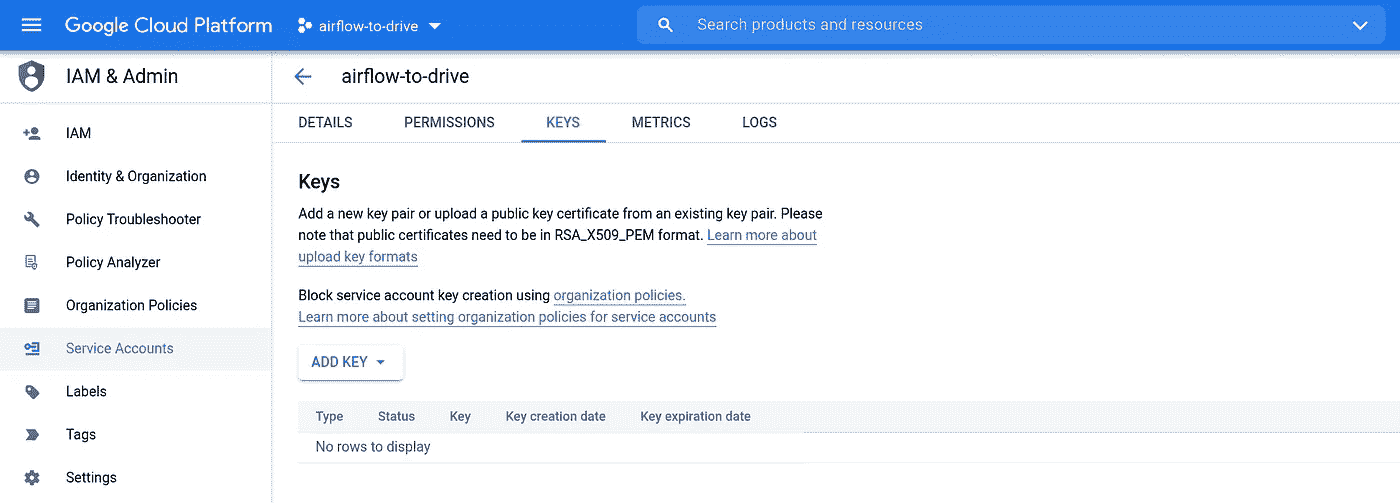 Google Cloud Platform
airflow-to-drive
Search products and resources
IAM & Admin
airflow-to-drive
IAM
Identity & Organization
Policy Troubleshooter
Policy Analyzer
Organization Policies
Service Accounts
Labels
Tags
Settings
DETAILS
PERMISSIONS
KEYS
METRICS
LOGS
Keys
Add a new key pair or upload a public key certificate from an existing key pair. Please
note that public certificates need to be in RSA_X509_PEM format. Learn more about
upload key formats
Block service account key creation using organization policies.
Learn more about setting organization policies for service accounts
ADD KEY
Type Status Key Key creation date Key expiration date
No rows to display